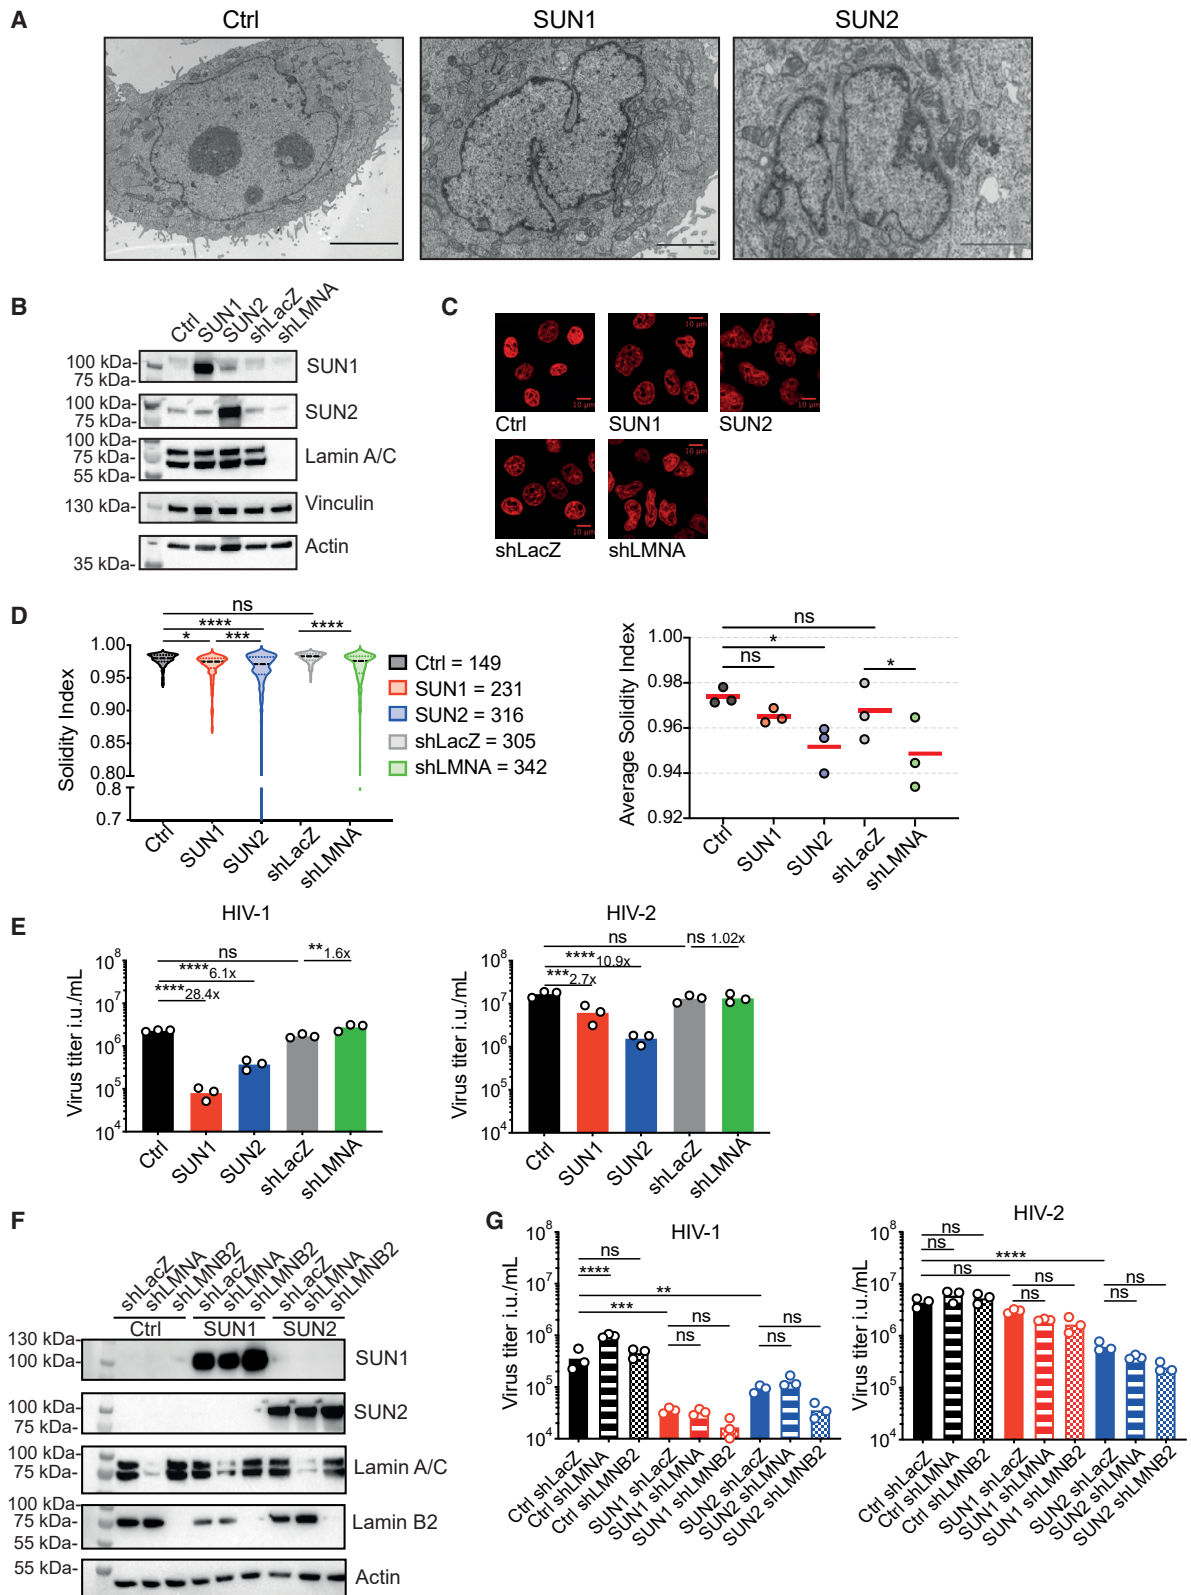 A
Ctrl
SUN1
SUN2
B
Ctrl
SUN1
SUN2
shLacZ
shLMNA
100 kDa-
75 kDa-
SUN1
100 kDa-
75 kDa-
SUN2
100 kDa-
75 kDa-
55 kDa-
Lamin A/C
130 kDa-
Vinculin
35 kDa-
Actin
C
10 µm
10 µm
10 µm
Ctrl
SUN1
SUN2
10 µm
10 µm
shLacZ
shLMNA
D
ns
****
****
*
***
Solidity Index
1.00
0.95
0.90
0.85
0.80
0.8
0.7
Ctrl
SUN1
SUN2
shLacZ
shLMNA
Ctrl = 149
SUN1 = 231
SUN2 = 316
shLacZ = 305
shLMNA = 342
Average Solidity Index
1.00
0.98
0.96
0.94
0.92
ns
*
ns
*
Ctrl
SUN1
SUN2
shLacZ
shLMNA
E
HIV-1
Virus titer i.u./mL
10^8
10^7
10^6
10^5
10^4
ns
**1.6x
****6.1x
****28.4x
Ctrl
SUN1
SUN2
shLacZ
shLMNA
HIV-2
Virus titer i.u./mL
10^8
10^7
10^6
10^5
10^4
ns
ns 1.02x
****10.9x
***2.7x
Ctrl
SUN1
SUN2
shLacZ
shLMNA
F
shLacZ
shLMNA
shLMNB2
shLacZ
shLMNA
shLMNB2
shLacZ
shLMNA
shLMNB2
Ctrl
SUN1
SUN2
130 kDa-
100 kDa-
SUN1
100 kDa-
75 kDa-
SUN2
100 kDa-
75 kDa-
Lamin A/C
100 kDa-
75 kDa-
55 kDa-
Lamin B2
55 kDa-
Actin
G
HIV-1
Virus titer i.u./mL
10^8
10^7
10^6
10^5
10^4
ns
****
**
***
ns
ns
ns
ns
Ctrl shLacZ
Ctrl shLMNA
Ctrl shLMNB2
SUN1 shLacZ
SUN1 shLMNA
SUN1 shLMNB2
SUN2 shLacZ
SUN2 shLMNA
SUN2 shLMNB2
HIV-2
Virus titer i.u./mL
10^8
10^7
10^6
10^5
10^4
ns
ns
****
ns
ns
ns
ns
ns
Ctrl shLacZ
Ctrl shLMNA
Ctrl shLMNB2
SUN1 shLacZ
SUN1 shLMNA
SUN1 shLMNB2
SUN2 shLacZ
SUN2 shLMNA
SUN2 shLMNB2